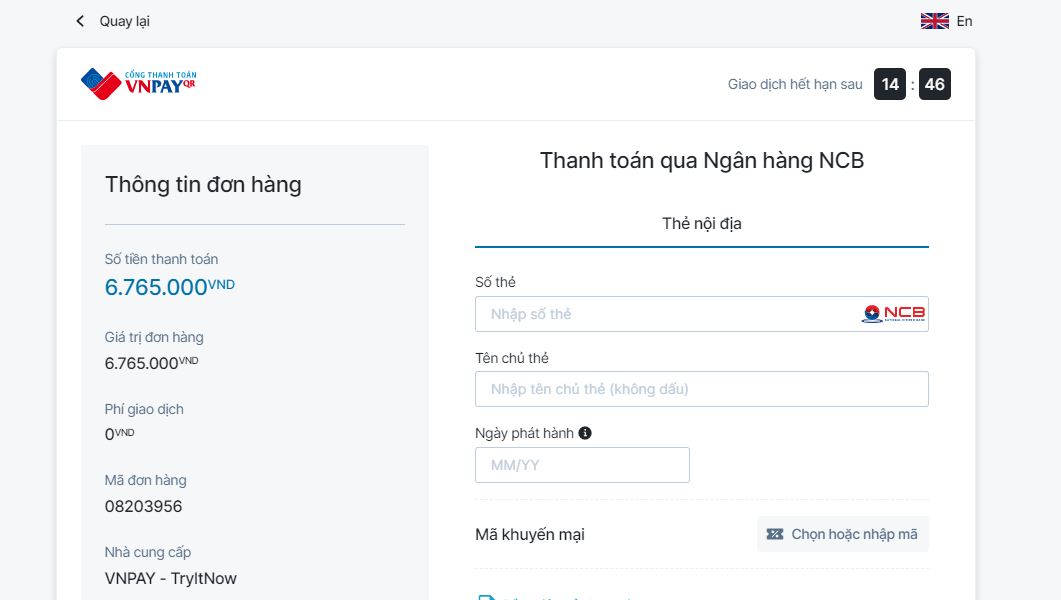 Quay lại
En
CỔNG THANH TOÁN
VNPAYQR
Giao dịch hết hạn sau 14 : 46
Thông tin đơn hàng
Số tiền thanh toán
6.765.000VND
Giá trị đơn hàng
6.765.000VND
Phí giao dịch
0VND
Mã đơn hàng
08203956
Nhà cung cấp
VNPAY - TryItNow
Thanh toán qua Ngân hàng NCB
Thẻ nội địa
Số thẻ
Nhập số thẻ
NCB
Tên chủ thẻ
Nhập tên chủ thẻ (không dấu)
Ngày phát hành
MM/YY
Mã khuyến mại
Chọn hoặc nhập mã